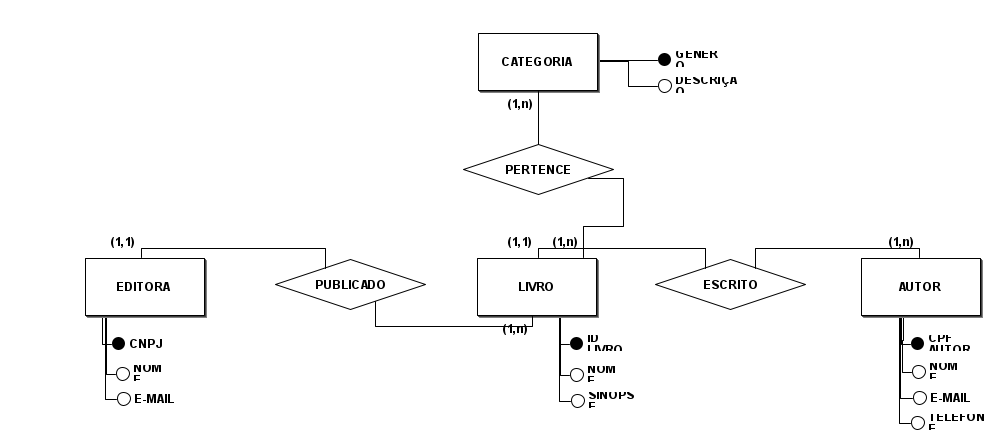 GENER
O
CATEGORIA
DESCRIÇA
O
(1,n)
PERTENCE
(1,1)
(1,1)
(1,n)
(1,n)
EDITORA
PUBLICADO
LIVRO
ESCRITO
AUTOR
(1,n)
CNPJ
NOM
E
E-MAIL
ID
LIVRO
NOM
E
SINOPS
E
CPF
AUTOR
NOM
E
E-MAIL
TELEFON
E